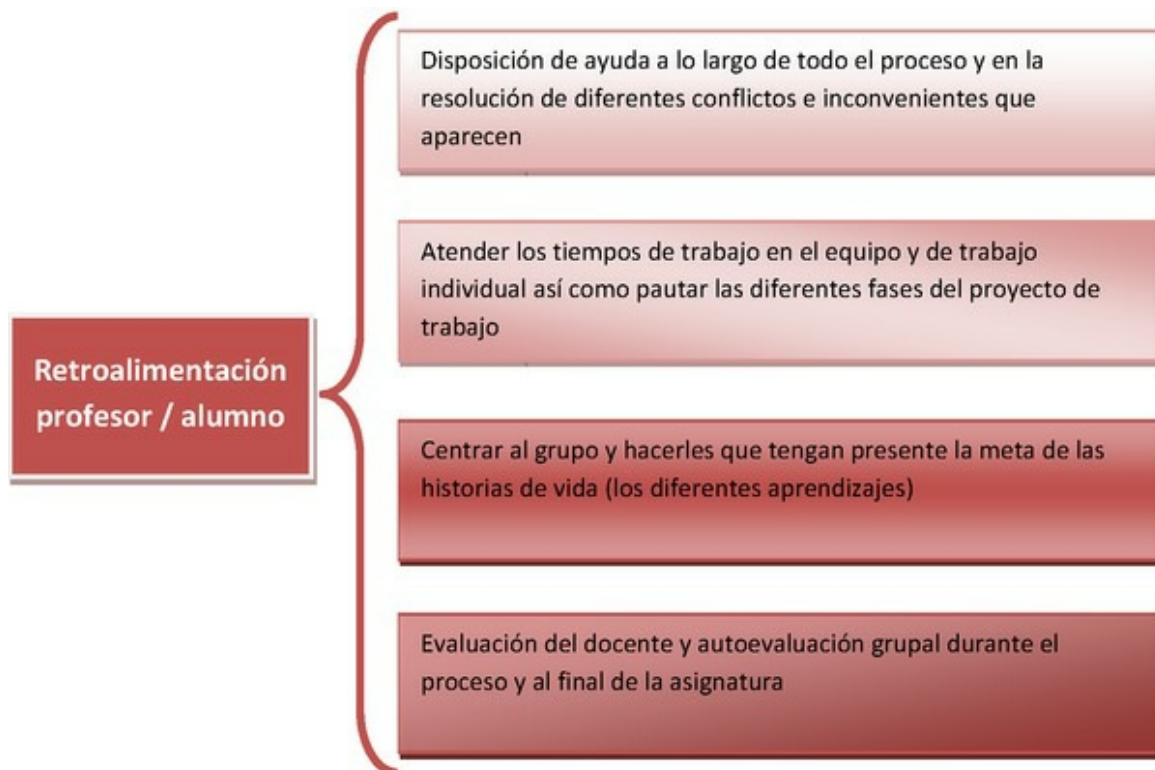 Retroalimentación
profesor / alumno
Disposición de ayuda a lo largo de todo el proceso y en la
resolución de diferentes conflictos e inconvenientes que
aparecen
Atender los tiempos de trabajo en el equipo y de trabajo
individual así como pautar las diferentes fases del proyecto de
trabajo
Centrar al grupo y hacerles que tengan presente la meta de las
historias de vida (los diferentes aprendizajes)
Evaluación del docente y autoevaluación grupal durante el
proceso y al final de la asignatura